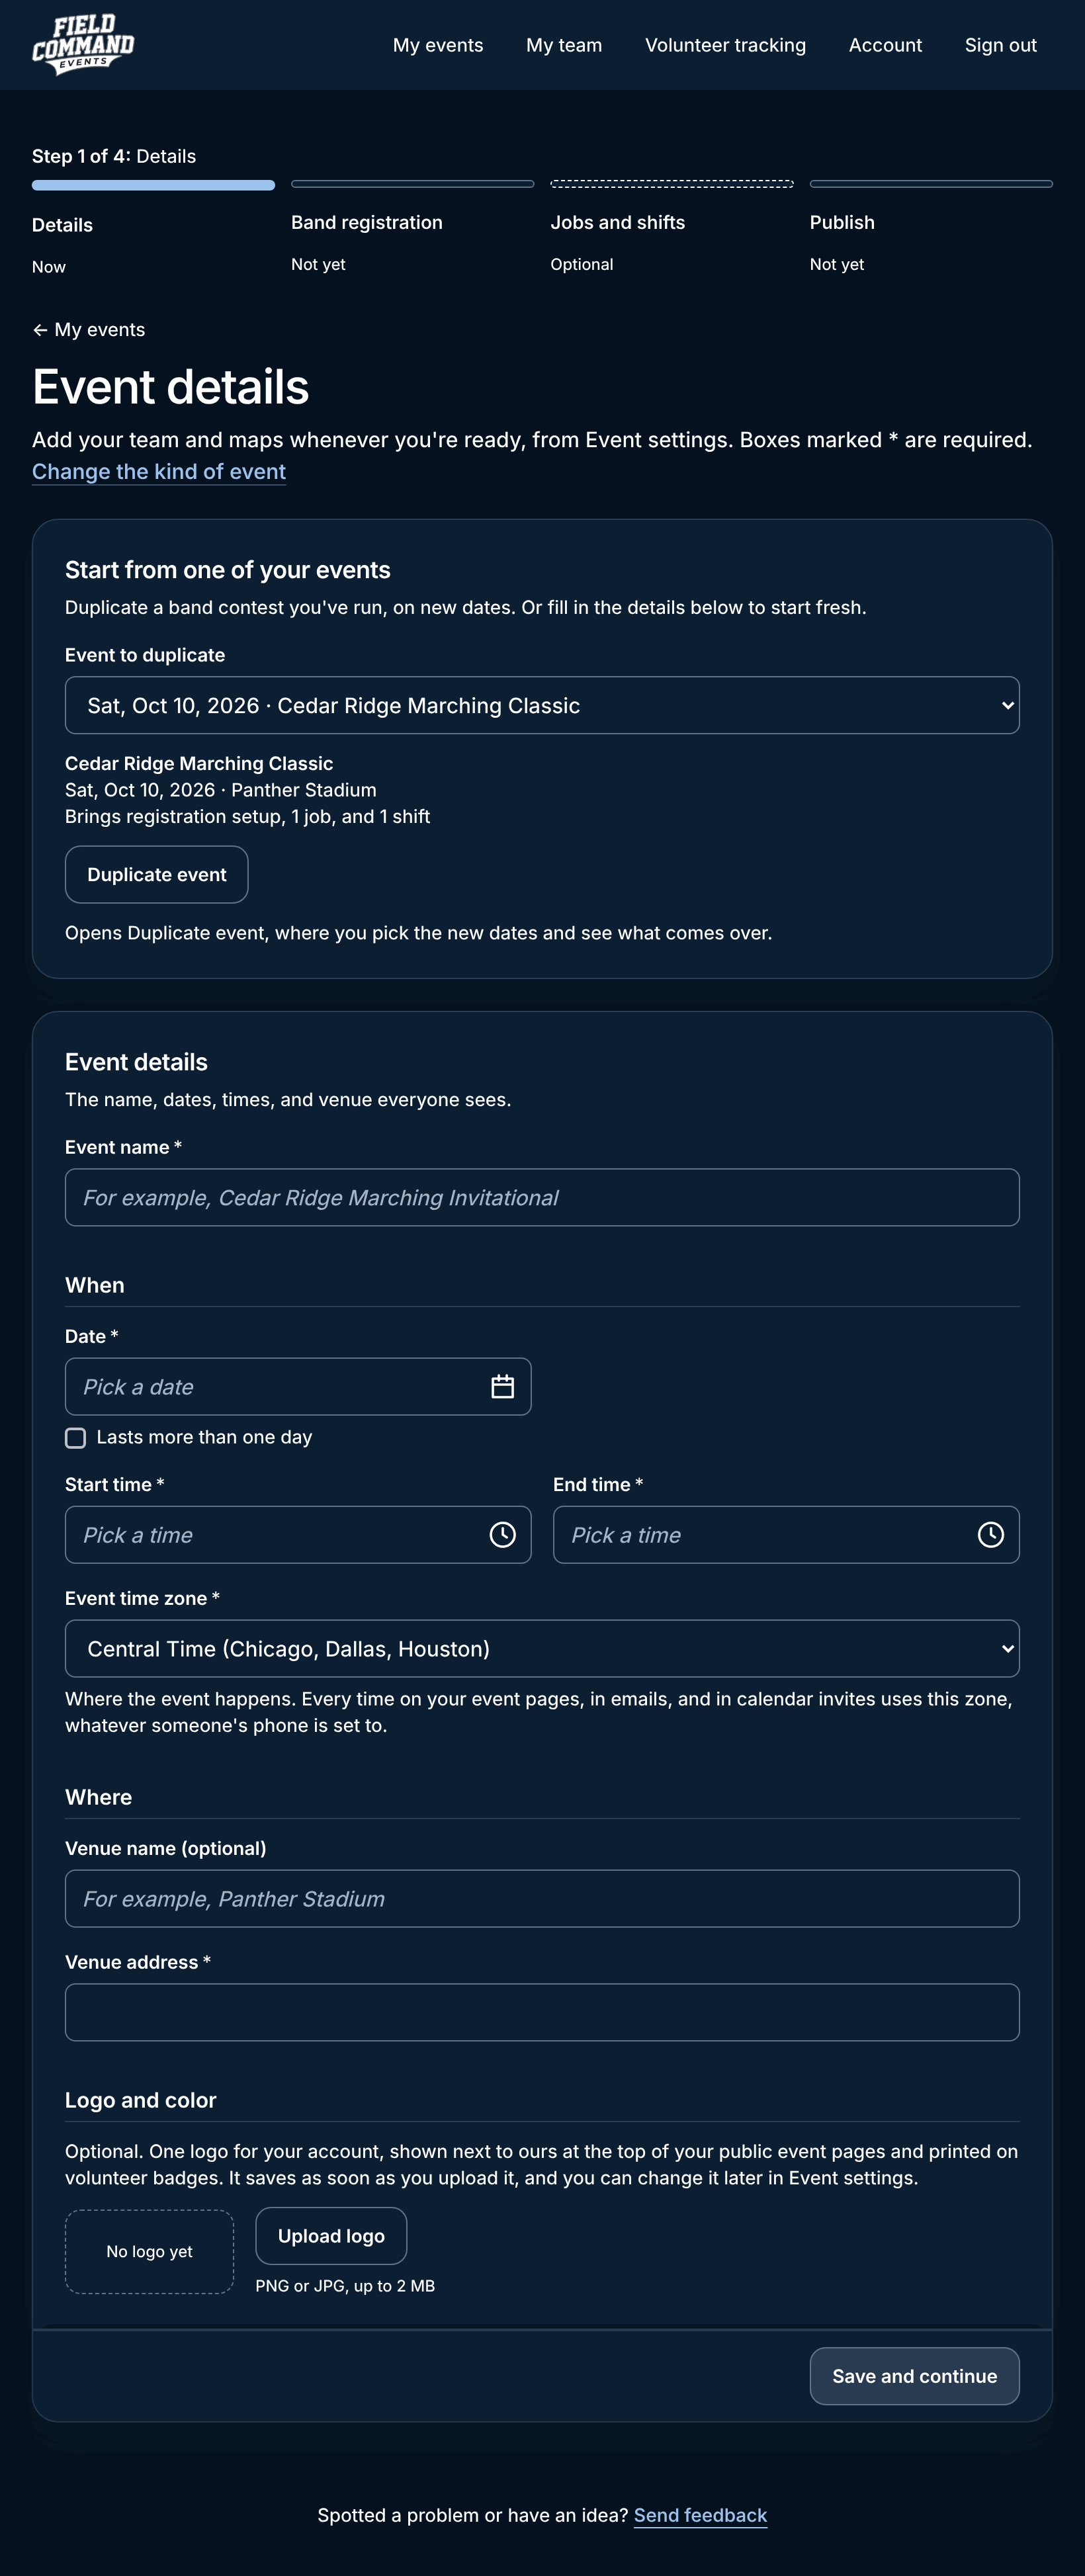 FIELD
COMMAND
EVENTS
My events
My team
Volunteer tracking
Account
Sign out
Step 1 of 4: Details
Details
Now
Band registration
Not yet
Jobs and shifts
Optional
Publish
Not yet
← My events
Event details
Add your team and maps whenever you're ready, from Event settings. Boxes marked * are required.
Change the kind of event
Start from one of your events
Duplicate a band contest you've run, on new dates. Or fill in the details below to start fresh.
Event to duplicate
Sat, Oct 10, 2026 · Cedar Ridge Marching Classic
Cedar Ridge Marching Classic
Sat, Oct 10, 2026 · Panther Stadium
Brings registration setup, 1 job, and 1 shift
Duplicate event
Opens Duplicate event, where you pick the new dates and see what comes over.
Event details
The name, dates, times, and venue everyone sees.
Event name *
For example, Cedar Ridge Marching Invitational
When
Date *
Pick a date
Lasts more than one day
Start time *
End time *
Pick a time
Pick a time
Event time zone *
Central Time (Chicago, Dallas, Houston)
Where the event happens. Every time on your event pages, in emails, and in calendar invites uses this zone,
whatever someone's phone is set to.
Where
Venue name (optional)
For example, Panther Stadium
Venue address *
Logo and color
Optional. One logo for your account, shown next to ours at the top of your public event pages and printed on
volunteer badges. It saves as soon as you upload it, and you can change it later in Event settings.
No logo yet
Upload logo
PNG or JPG, up to 2 MB
Save and continue
Spotted a problem or have an idea? Send feedback